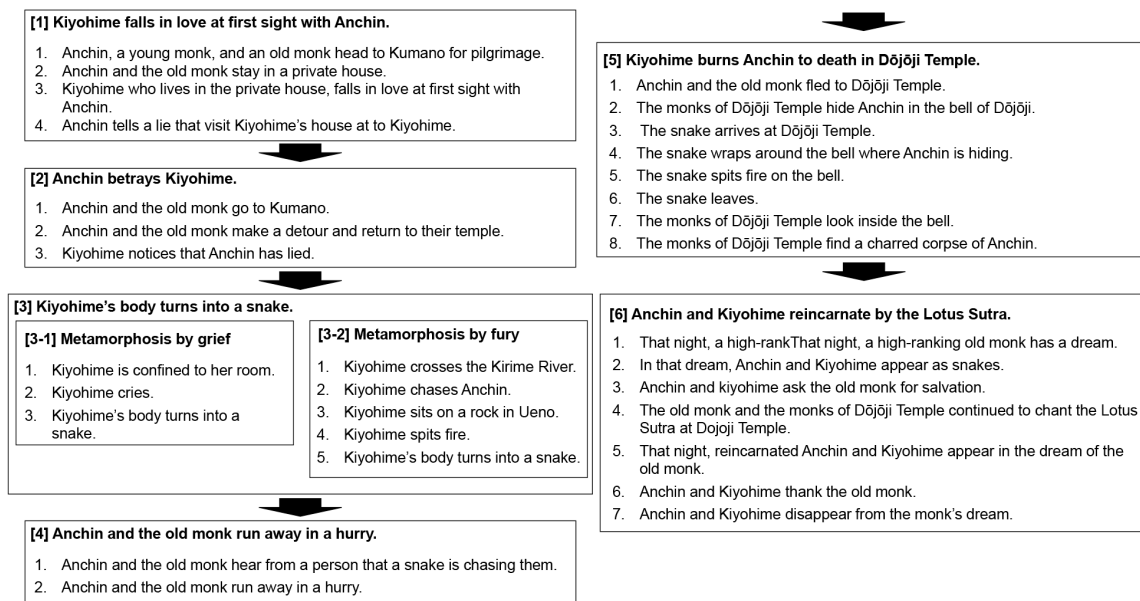 [1] Kiyohime falls in love at first sight with Anchin.
1. Anchin, a young monk, and an old monk head to Kumano for pilgrimage.
2. Anchin and the old monk stay in a private house.
3. Kiyohime who lives in the private house, falls in love at first sight with
Anchin.
4. Anchin tells a lie that visit Kiyohime's house at to Kiyohime.
[2] Anchin betrays Kiyohime.
1. Anchin and the old monk go to Kumano.
2. Anchin and the old monk make a detour and return to their temple.
3. Kiyohime notices that Anchin has lied.
[3] Kiyohime's body turns into a snake.
[3-1] Metamorphosis by grief
1. Kiyohime is confined to her room.
2. Kiyohime cries.
3. Kiyohime's body turns into a
snake.
[3-2] Metamorphosis by fury
1. Kiyohime crosses the Kirime River.
2. Kiyohime chases Anchin.
3. Kiyohime sits on a rock in Ueno.
4. Kiyohime spits fire.
5. Kiyohime's body turns into a snake.
[4] Anchin and the old monk run away in a hurry.
1. Anchin and the old monk hear from a person that a snake is chasing them.
2. Anchin and the old monk run away in a hurry.
[5] Kiyohime burns Anchin to death in Dōjōji Temple.
1. Anchin and the old monk fled to Dōjōji Temple.
2. The monks of Dōjōji Temple hide Anchin in the bell of Dōjōji.
3. The snake arrives at Dōjōji Temple.
4. The snake wraps around the bell where Anchin is hiding.
5. The snake spits fire on the bell.
6. The snake leaves.
7. The monks of Dōjōji Temple look inside the bell.
8. The monks of Dōjōji Temple find a charred corpse of Anchin.
[6] Anchin and Kiyohime reincarnate by the Lotus Sutra.
1. That night, a high-rankThat night, a high-ranking old monk has a dream.
2. In that dream, Anchin and Kiyohime appear as snakes.
3. Anchin and kiyohime ask the old monk for salvation.
4. The old monk and the monks of Dōjōji Temple continued to chant the Lotus
Sutra at Dojoji Temple.
5. That night, reincarnated Anchin and Kiyohime appear in the dream of the
old monk.
6. Anchin and Kiyohime thank the old monk.
7. Anchin and Kiyohime disappear from the monk's dream.